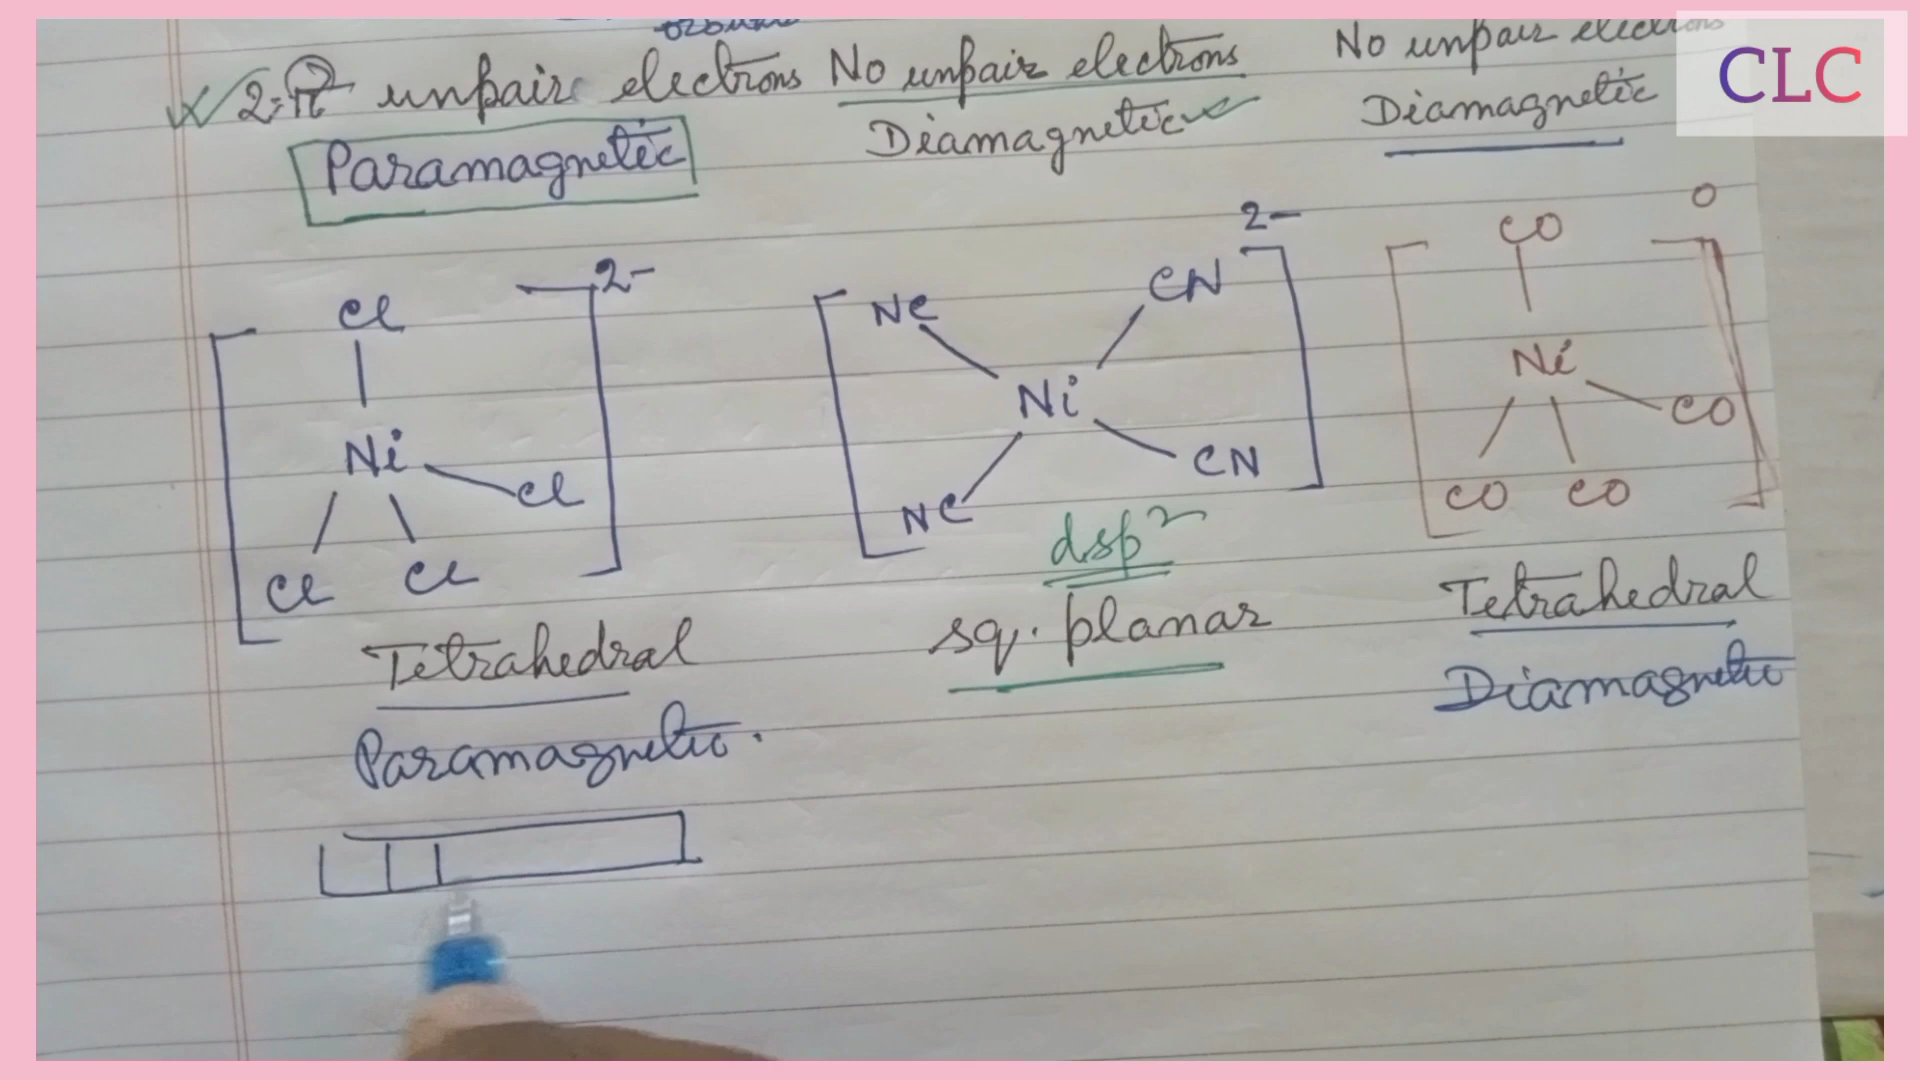 2 unpair electrons
Paramagnetic
No unpair electrons
Diamagnetic
No unpair electrons
Diamagnetic
CLC
2-
Cl
Ni
Cl
Cl
Cl
Tetrahedral
Paramagnetic.
2-
NC
CN
Ni
NC
CN
dsp²
sq. planar
0
CO
Ni
CO
CO
CO
Tetrahedral
Diamagnetic